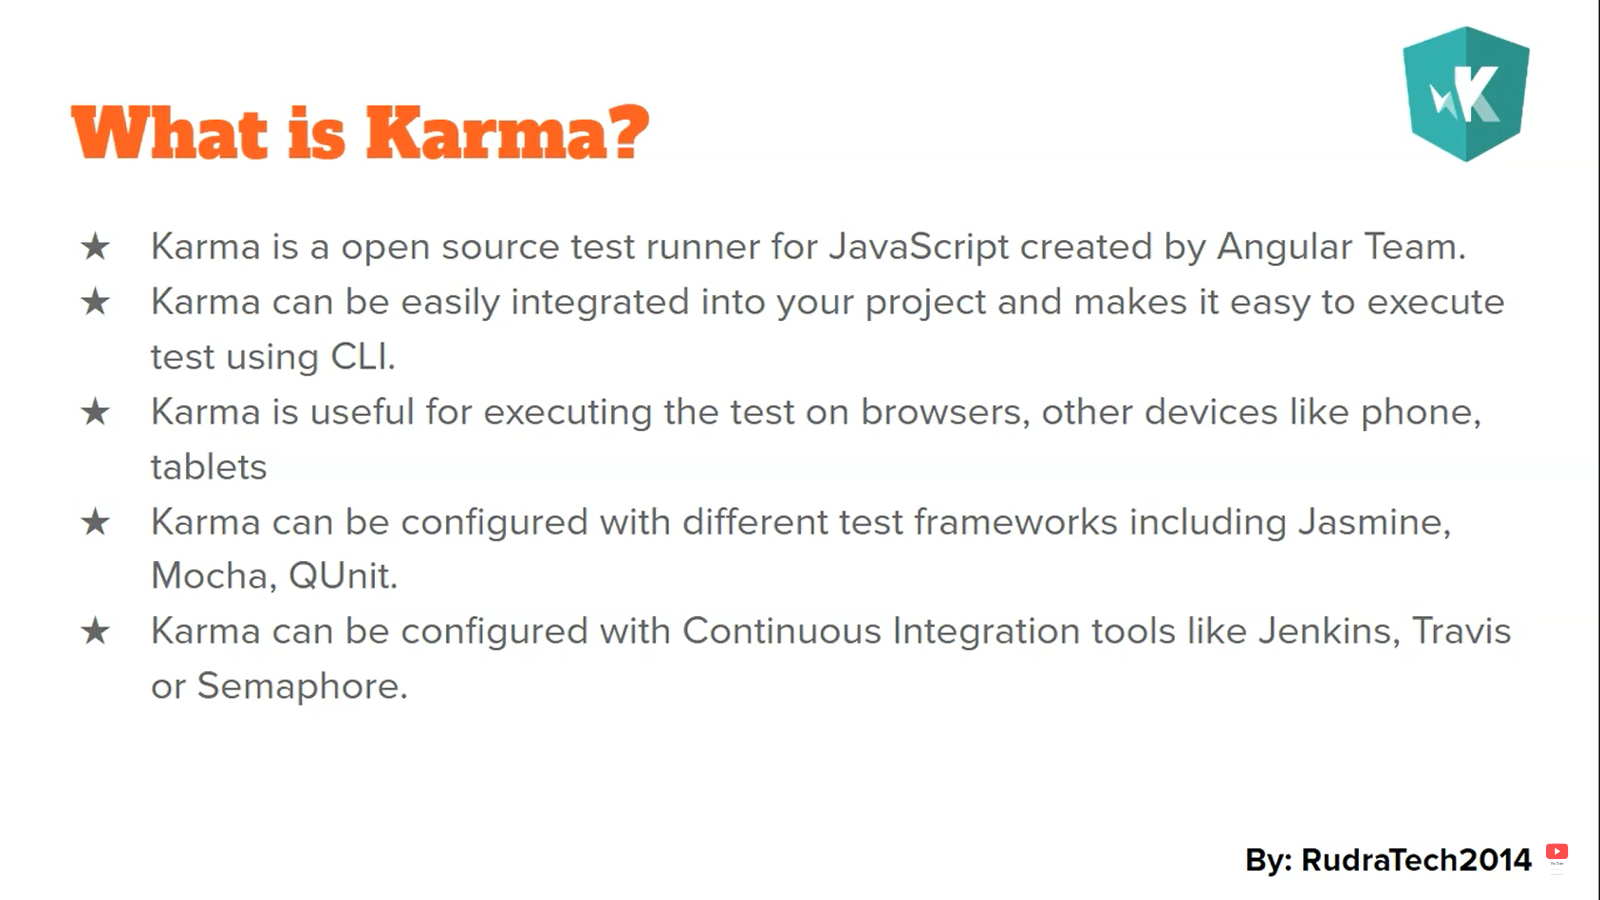 What is Karma?
★ Karma is a open source test runner for JavaScript created by Angular Team.
★ Karma can be easily integrated into your project and makes it easy to execute
test using CLI.
★ Karma is useful for executing the test on browsers, other devices like phone,
tablets
★ Karma can be configured with different test frameworks including Jasmine,
Mocha, QUnit.
★ Karma can be configured with Continuous Integration tools like Jenkins, Travis
or Semaphore.
By: RudraTech2014